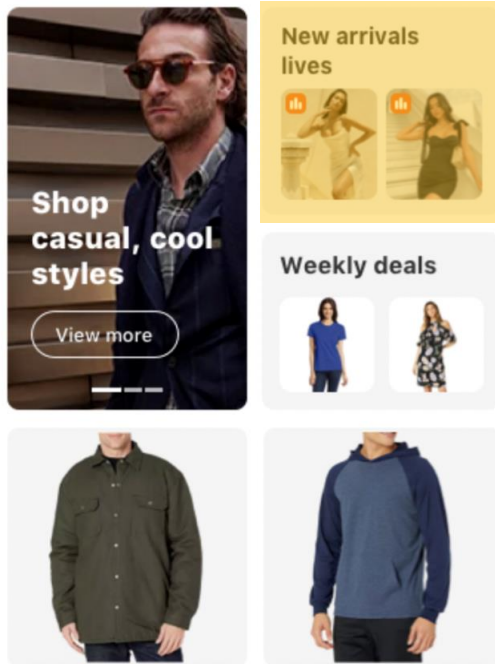 Shop
casual, cool
styles
View more
New arrivals
lives
Weekly deals